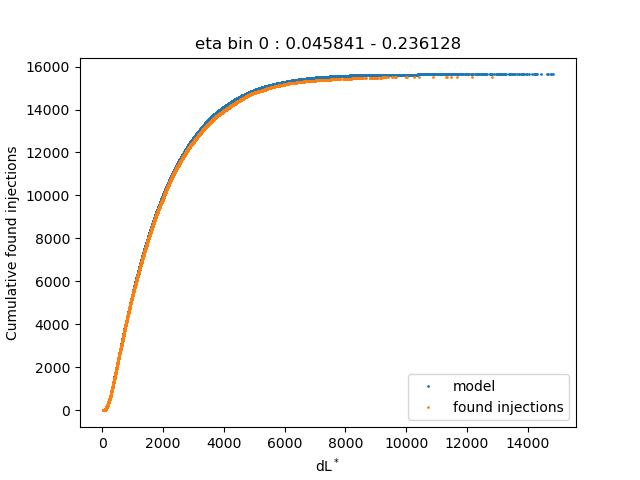 eta bin 0 : 0.045841 - 0.236128
16000
14000
12000
10000
8000
6000
4000
2000
0
Cumulative found injections
model
found injections
0 2000 4000 6000 8000 10000 12000 14000
dL*